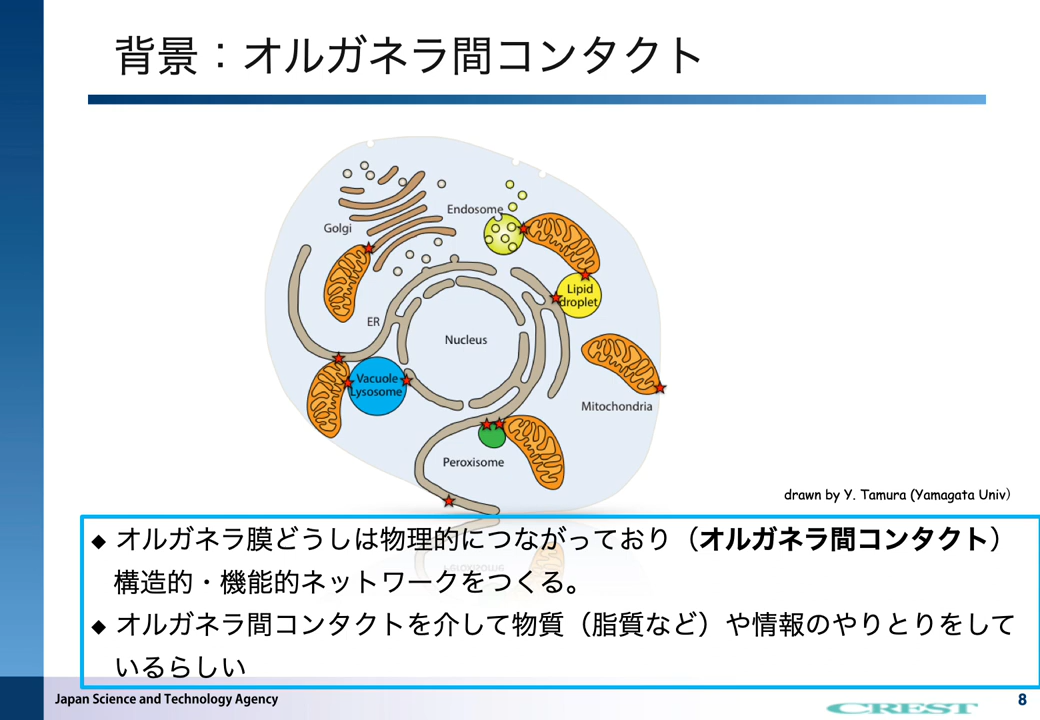 背景：オルガネラ間コンタクト
Endosome
Golgi
Lipid
droplet
ER
Nucleus
Vacuole
Lysosome
Mitochondria
Peroxisome
drawn by Y. Tamura (Yamagata Univ）
◆ オルガネラ膜どうしは物理的につながっており（オルガネラ間コンタクト）
構造的・機能的ネットワークをつくる。
◆ オルガネラ間コンタクトを介して物質（脂質など）や情報のやりとりをして
いるらしい
Japan Science and Technology Agency
CREST
8